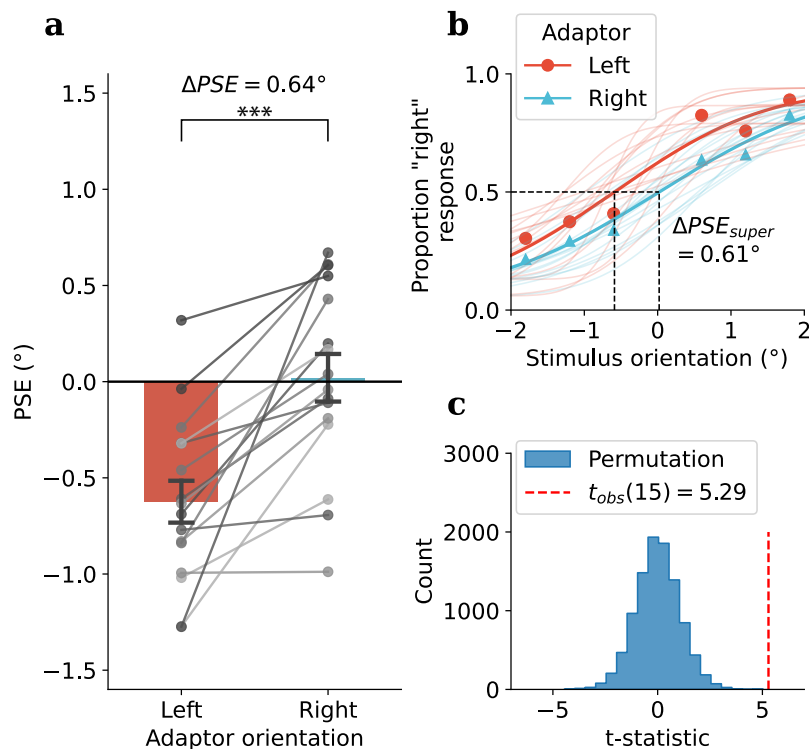 a
ΔPSE = 0.64°
***
1.5
1.0
0.5
0.0
−0.5
−1.0
−1.5
PSE (°)
Left
Right
Adaptor orientation
b
Adaptor
Left
Right
1.0
0.5
0.0
Proportion "right"
response
ΔPSE_super
= 0.61°
−2
−1
0
1
2
Stimulus orientation (°)
c
3000
2000
1000
0
Count
Permutation
t_obs(15) = 5.29
−5
0
5
t-statistic